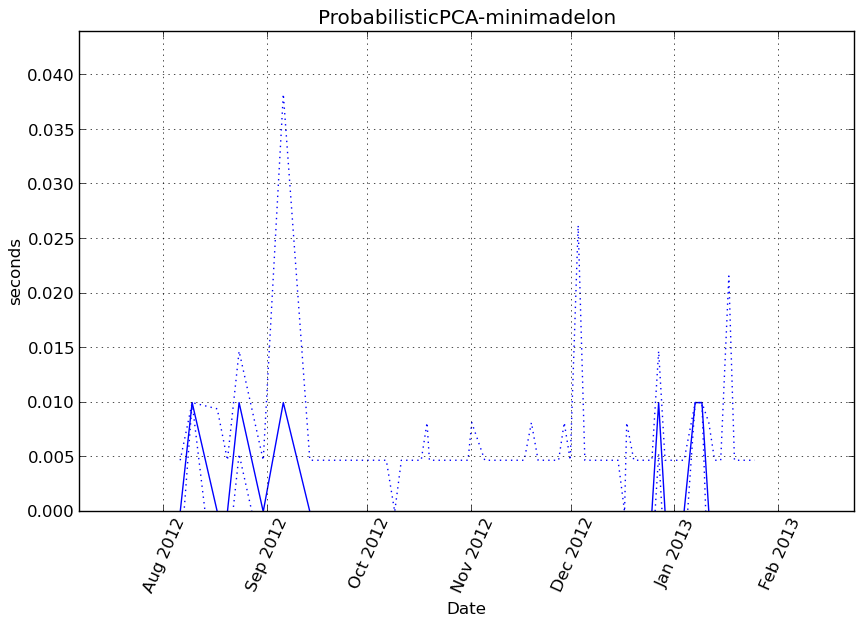 ProbabilisticPCA-minimadelon
0.040
0.035
0.030
0.025
0.020
0.015
0.010
0.005
0.000
seconds
Aug 2012
Sep 2012
Oct 2012
Nov 2012
Dec 2012
Jan 2013
Feb 2013
Date